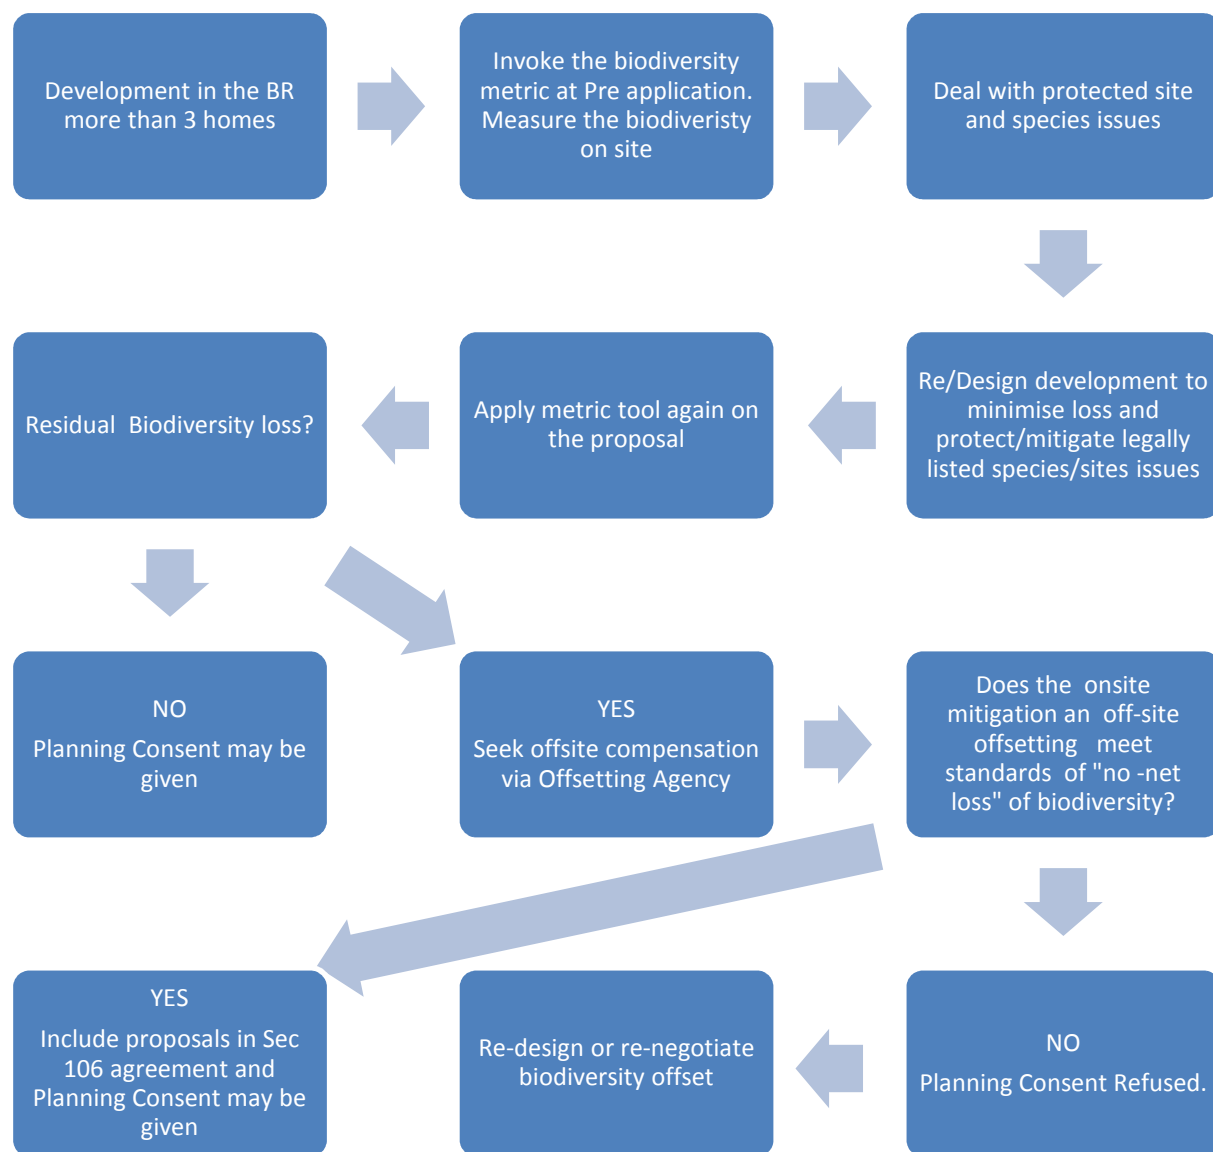 Development in the BR
more than 3 homes
Invoke the biodiversity
metric at Pre application.
Measure the biodiveristy
on site
Deal with protected site
and species issues
Re/Design development to
minimise loss and
protect/mitigate legally
listed species/sites issues
Apply metric tool again on
the proposal
Residual Biodiversity loss?
NO
Planning Consent may be
given
YES
Seek offsite compensation
via Offsetting Agency
Does the onsite
mitigation an off-site
offsetting meet
standards of "no -net
loss" of biodiversity?
YES
Include proposals in Sec
106 agreement and
Planning Consent may be
given
NO
Planning Consent Refused.
Re-design or re-negotiate
biodiversity offset